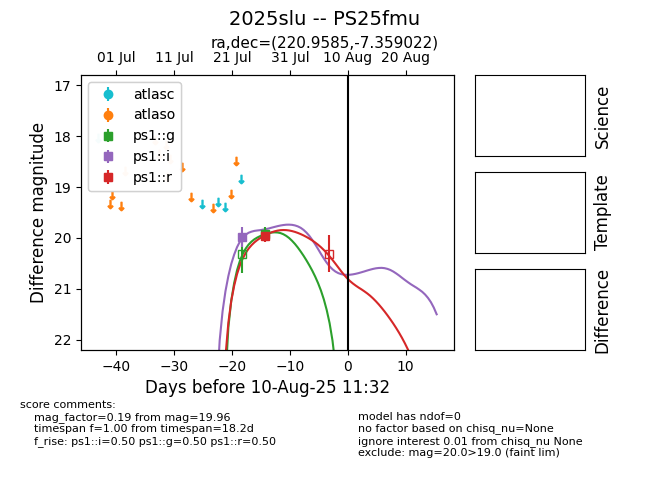 2025slu -- PS25fmu
ra,dec=(220.9585,-7.359022)
01 Jul 11 Jul 21 Jul 31 Jul 10 Aug 20 Aug
17
18
19
20
21
22
Difference magnitude
atlasc
atlaso
ps1::g
ps1::i
ps1::r
−40 −30 −20 −10 0 10
Days before 10-Aug-25 11:32
Science
Template
Difference
score comments:
mag_factor=0.19 from mag=19.96
timespan f=1.00 from timespan=18.2d
f_rise: ps1::i=0.50 ps1::g=0.50 ps1::r=0.50
model has ndof=0
no factor based on chisq_nu=None
ignore interest 0.01 from chisq_nu None
exclude: mag=20.0>19.0 (faint lim)